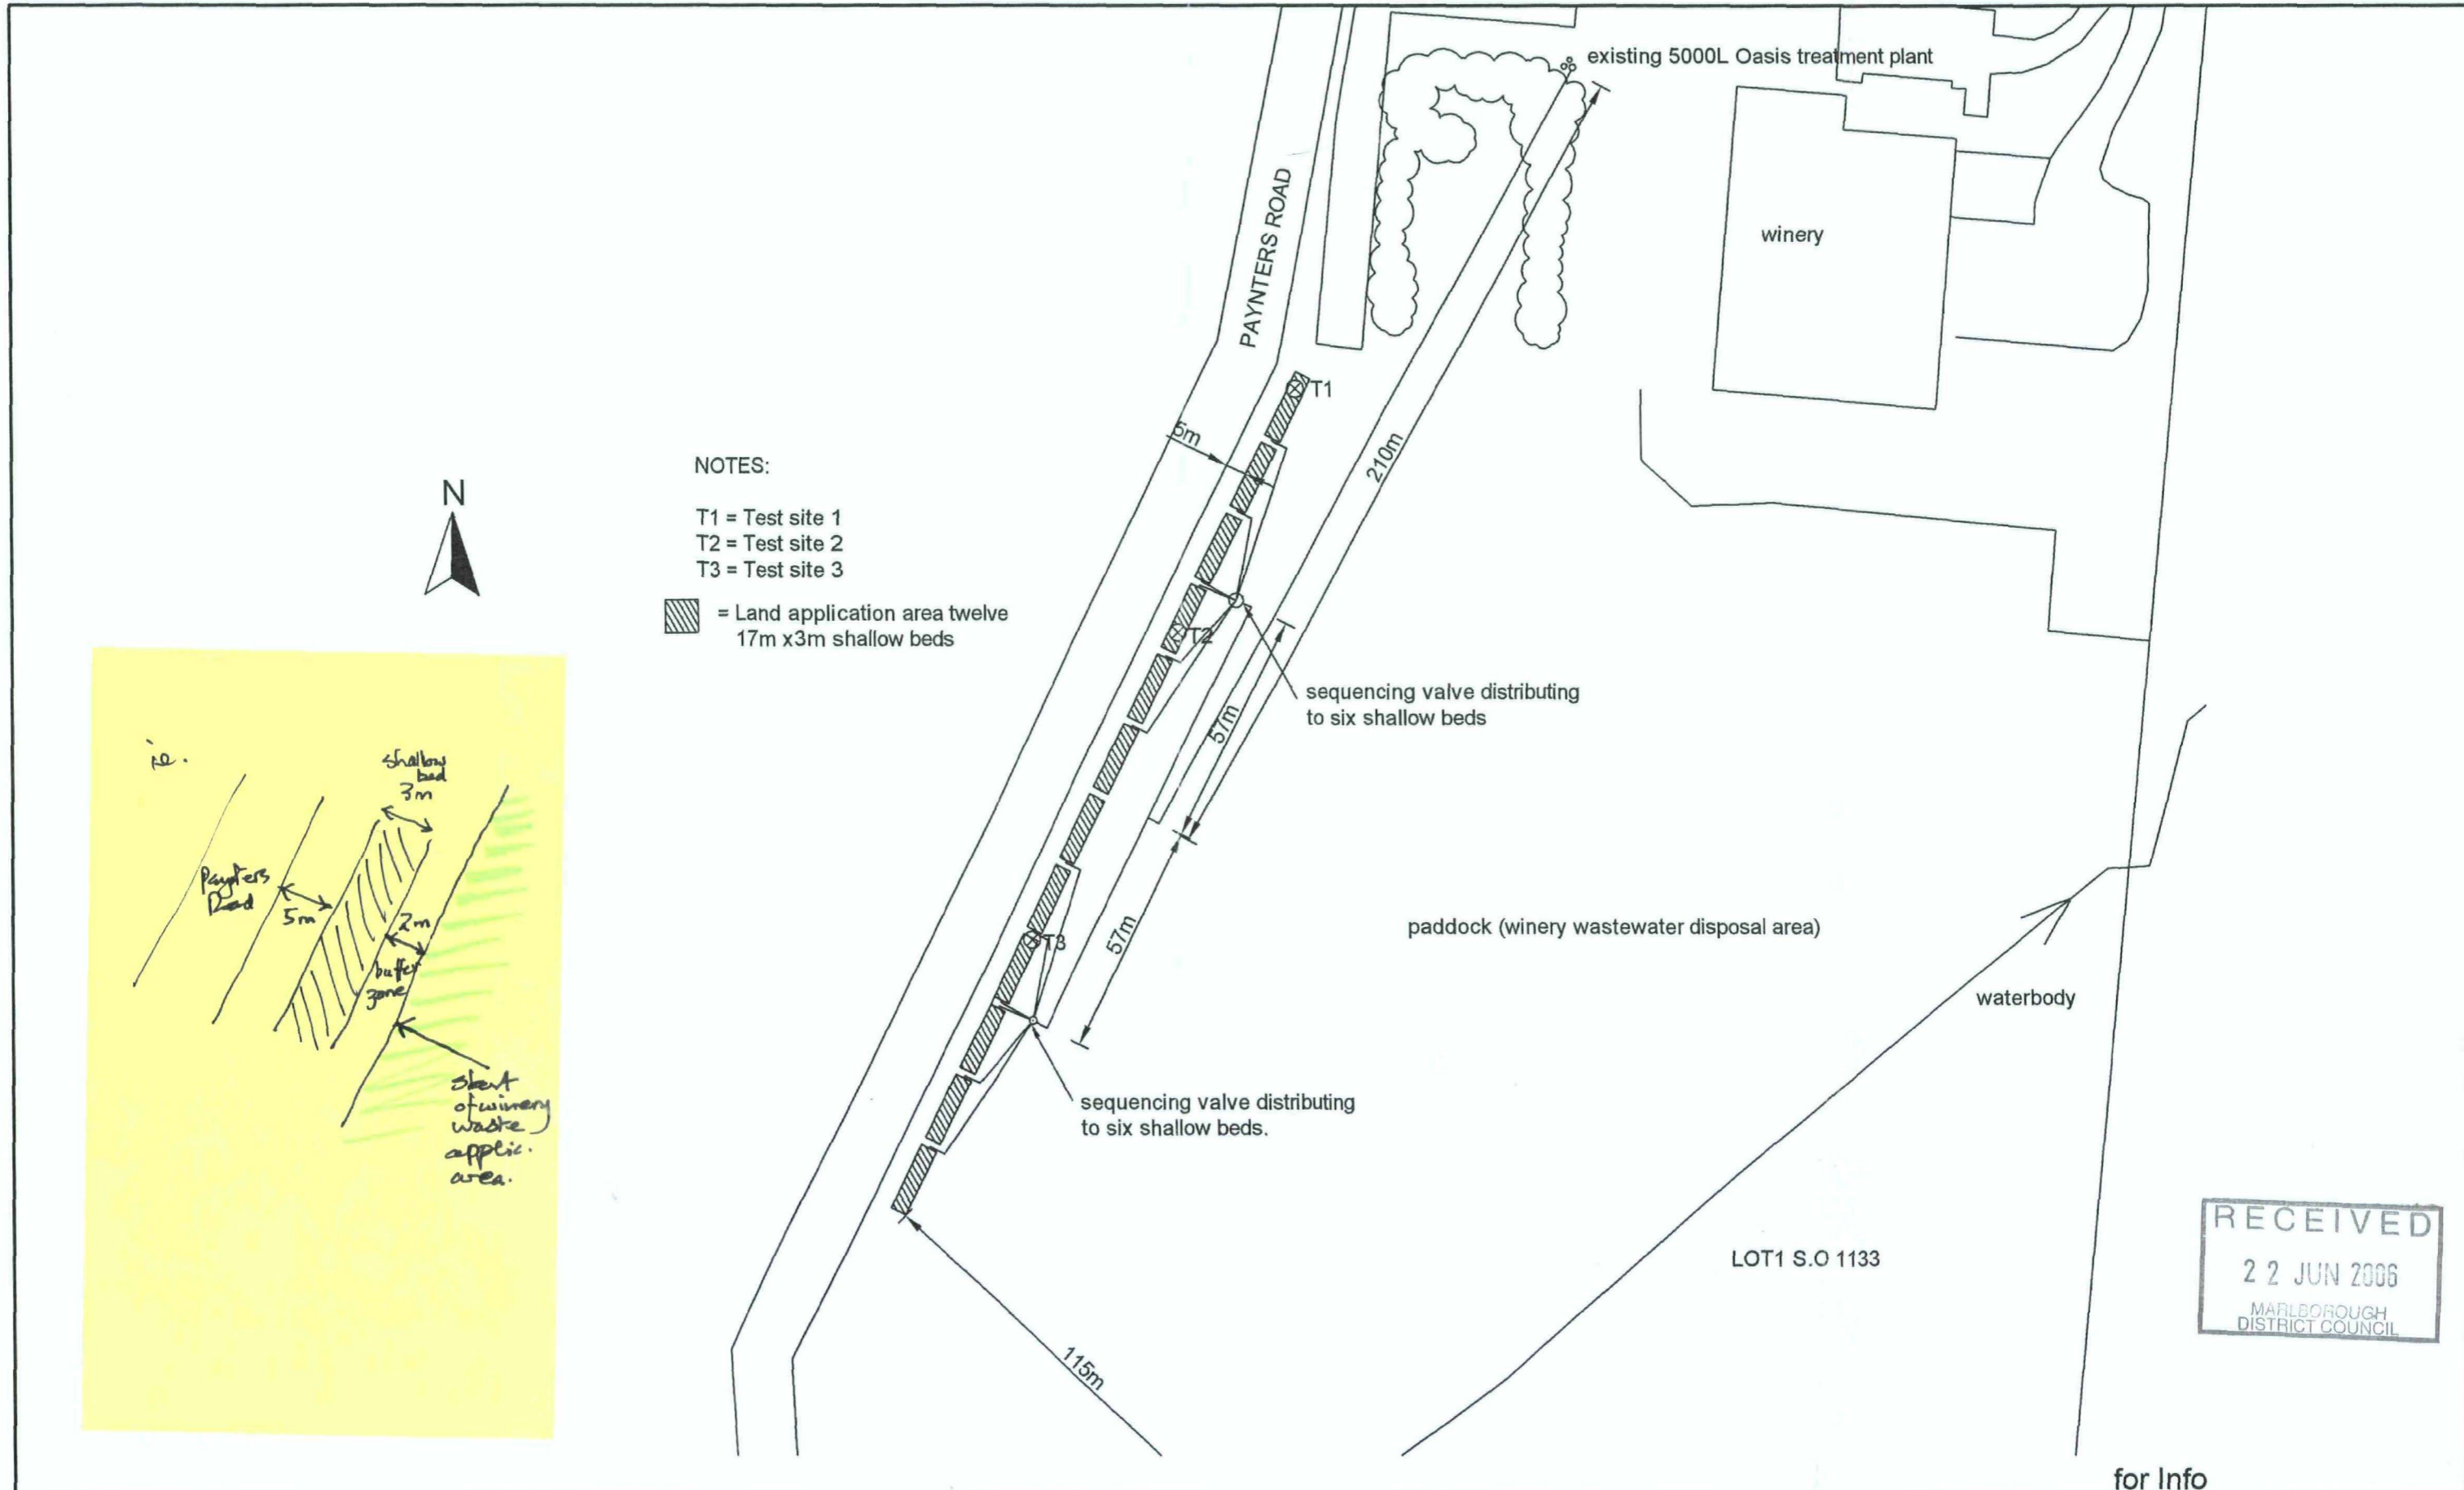 existing 5000L Oasis treatment plant
PAYNTERS ROAD
winery
T1
5m
210m
NOTES:
T1 = Test site 1
T2 = Test site 2
T3 = Test site 3
= Land application area twelve
17m x3m shallow beds
N
T2
sequencing valve distributing
to six shallow beds
57m
T3
57m
paddock (winery wastewater disposal area)
waterbody
sequencing valve distributing
to six shallow beds.
115m
LOT1 S.O 1133
ie.
shallow
bed
3m
Paynters
Road
5m
2m
buffer
zone
start
of winery
waste
applic.
area.
RECEIVED
22 JUN 2006
MARLBOROUGH
DISTRICT COUNCIL
for Info